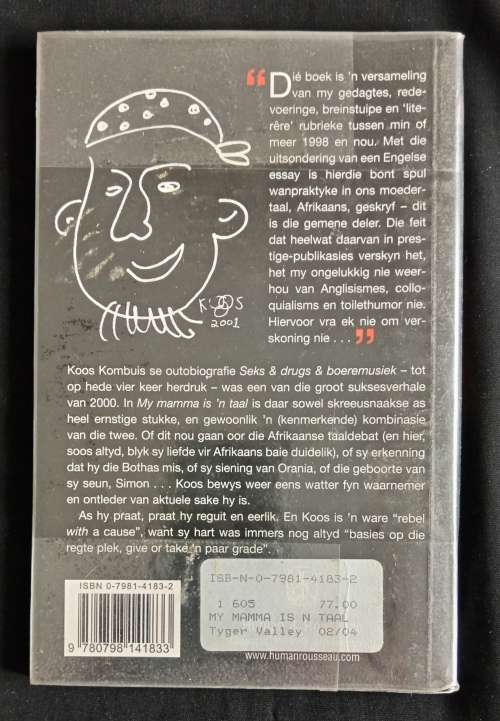 “Dié boek is 'n versameling
van my gedagtes, rede-
voeringe, breinstuipe en 'lite-
rêre' rubrieke tussen min of
meer 1998 en nou. Met die
uitsondering van een Engelse
essay is hierdie bont spul
wanpraktyke in ons moeder-
taal, Afrikaans, geskryf – dit
is die gemene deler. Die feit
dat heelwat daarvan in pres-
tige-publikasies verskyn het,
het my ongelukkig nie weer-
hou van Anglisismes, collo-
quialisms en toilethumor nie.
Hiervoor vra ek nie om ver-
skoning nie . . . ”
KOOS
2001
Koos Kombuis se outobiografie Seks & drugs & boeremusiek – tot
op hede vier keer herdruk – was een van die groot suksesverhale
van 2000. In My mamma is 'n taal is daar sowel skreeusnaakse as
heel ernstige stukke, en gewoonlik 'n (kenmerkende) kombinasie
van die twee. Of dit nou gaan oor die Afrikaanse taaldebat (en hier,
soos altyd, blyk sy liefde vir Afrikaans baie duidelik), of sy erkenning
dat hy die Bothas mis, of sy siening van Orania, of die geboorte van
sy seun, Simon . . . Koos bewys weer eens watter fyn waarnemer
en ontleder van aktuele sake hy is.
As hy praat, praat hy reguit en eerlik. En Koos is 'n ware “rebel
with a cause”, want sy hart was immers nog altyd “basies op die
regte plek, give or take 'n paar grade”.
ISBN 0-7981-4183-2
9 780798 141833
ISB-N-0-7981-4183-2
1 605 77.00
MY MAMMA IS N TAAL
Tyger Valley 02/04
www.humanrousseau.com